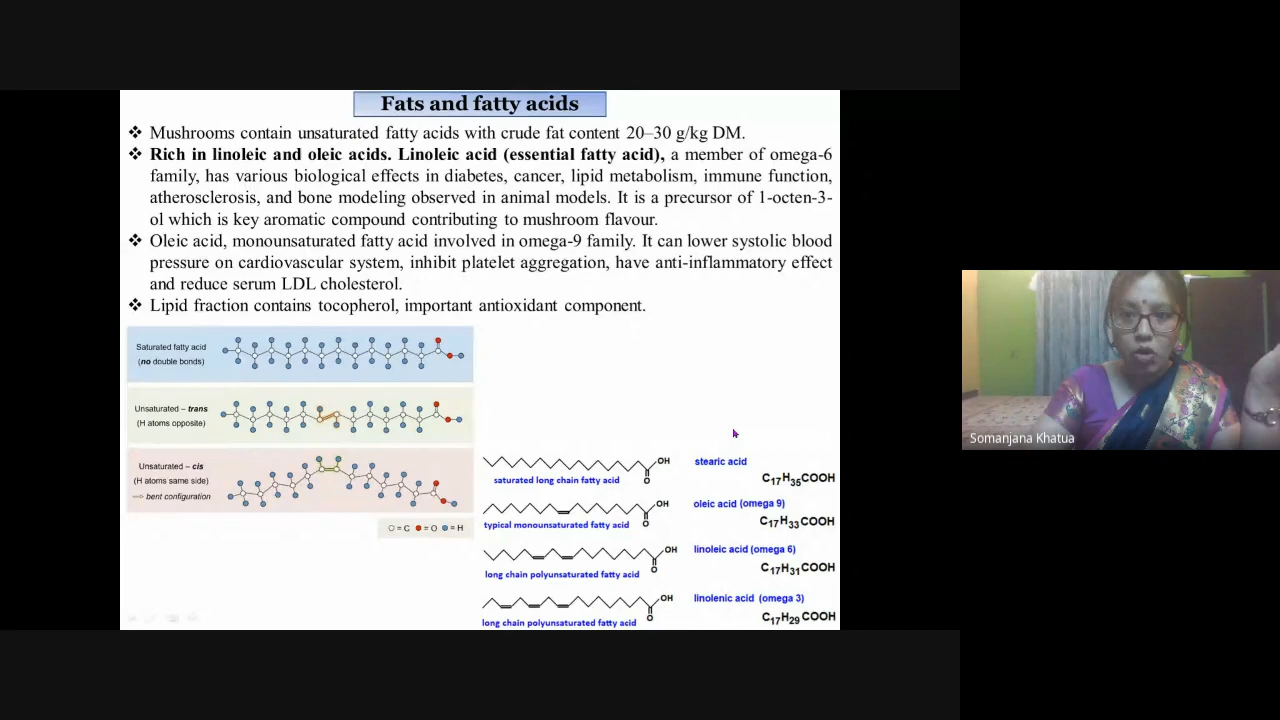 Fats and fatty acids
❖ Mushrooms contain unsaturated fatty acids with crude fat content 20–30 g/kg DM.
❖ Rich in linoleic and oleic acids. Linoleic acid (essential fatty acid), a member of omega-6
family, has various biological effects in diabetes, cancer, lipid metabolism, immune function,
atherosclerosis, and bone modeling observed in animal models. It is a precursor of 1-octen-3-
ol which is key aromatic compound contributing to mushroom flavour.
❖ Oleic acid, monounsaturated fatty acid involved in omega-9 family. It can lower systolic blood
pressure on cardiovascular system, inhibit platelet aggregation, have anti-inflammatory effect
and reduce serum LDL cholesterol.
❖ Lipid fraction contains tocopherol, important antioxidant component.
Saturated fatty acid
(no double bonds)
Unsaturated – trans
(H atoms opposite)
Unsaturated – cis
(H atoms same side)
⇨ bent configuration
○ = C ● = O ● = H
OH
O
saturated long chain fatty acid
stearic acid
C17H35COOH
OH
O
typical monounsaturated fatty acid
oleic acid (omega 9)
C17H33COOH
OH
O
long chain polyunsaturated fatty acid
linoleic acid (omega 6)
C17H31COOH
OH
O
long chain polyunsaturated fatty acid
linolenic acid (omega 3)
C17H29COOH
Somanjana Khatua